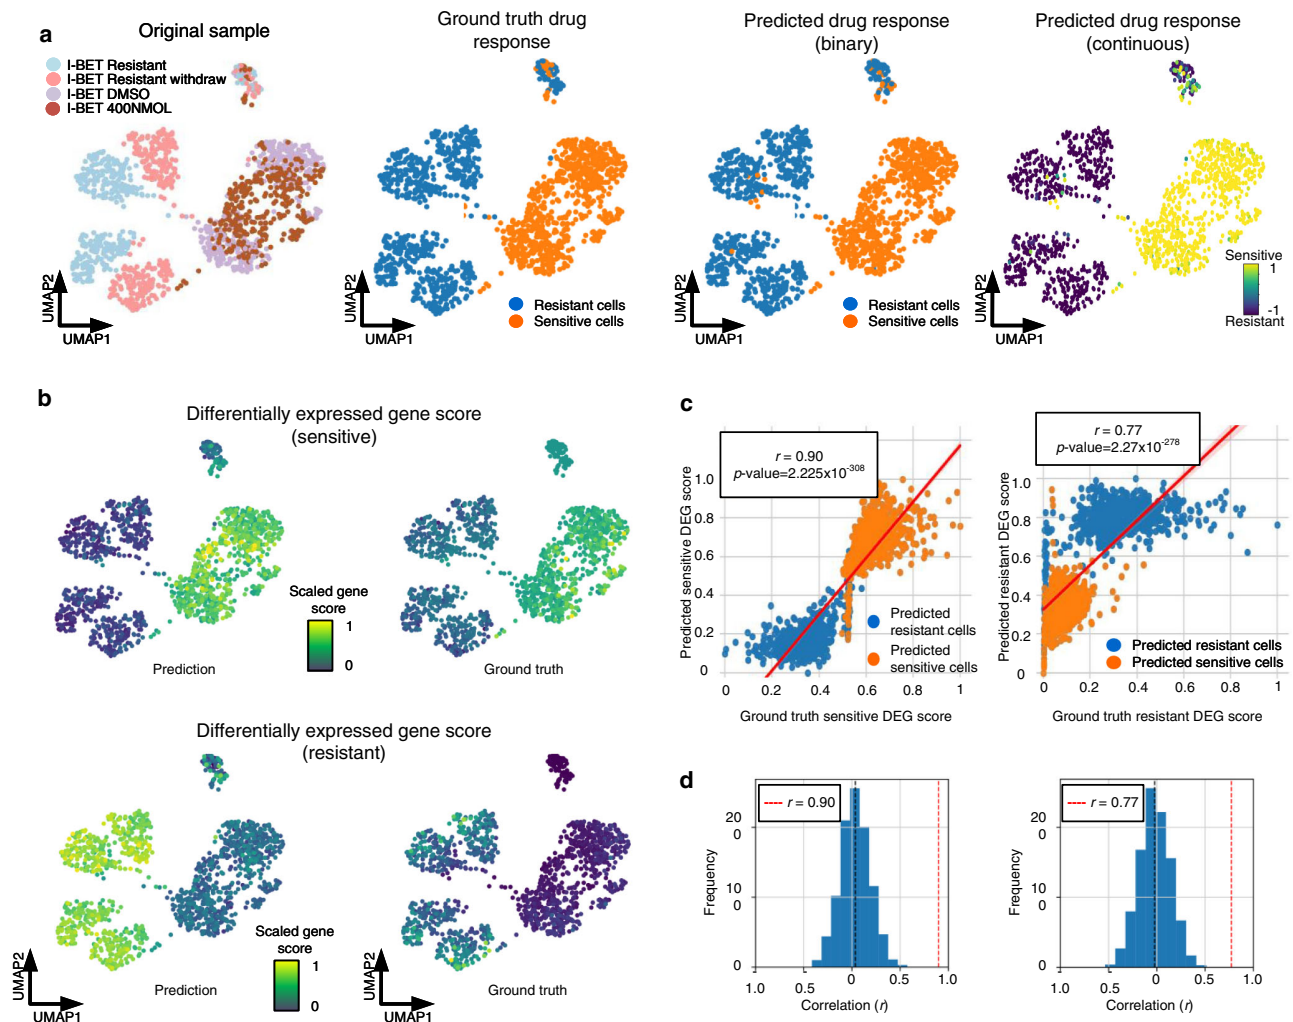 a
Original sample
I-BET Resistant
I-BET Resistant withdraw
I-BET DMSO
I-BET 400NMOL
UMAP2
UMAP1
Ground truth drug
response
UMAP2
UMAP1
Resistant cells
Sensitive cells
Predicted drug response
(binary)
UMAP2
UMAP1
Resistant cells
Sensitive cells
Predicted drug response
(continuous)
UMAP2
UMAP1
Sensitive
1
-1
Resistant
b
Differentially expressed gene score
(sensitive)
Scaled gene
score
1
0
Prediction
Ground truth
Differentially expressed gene score
(resistant)
Scaled gene
score
1
0
UMAP2
UMAP1
Prediction
UMAP2
UMAP1
Ground truth
c
r = 0.90
p-value=2.225x10-308
Predicted sensitive DEG score
1.0
0.8
0.6
0.4
0.2
0
Predicted
resistant cells
Predicted
sensitive cells
0 0.2 0.4 0.6 0.8 1
Ground truth sensitive DEG score
r = 0.77
p-value=2.27x10-278
Predicted resistant DEG score
1.0
0.8
0.6
0.4
0.2
0
Predicted resistant cells
Predicted sensitive cells
0 0.2 0.4 0.6 0.8 1
Ground truth resistant DEG score
d
r = 0.90
Frequency
20
0
10
0
0
1.0 0.5 0 0.5 1.0
Correlation (r)
r = 0.77
Frequency
20
0
10
0
0
1.0 0.5 0 0.5 1.0
Correlation (r)